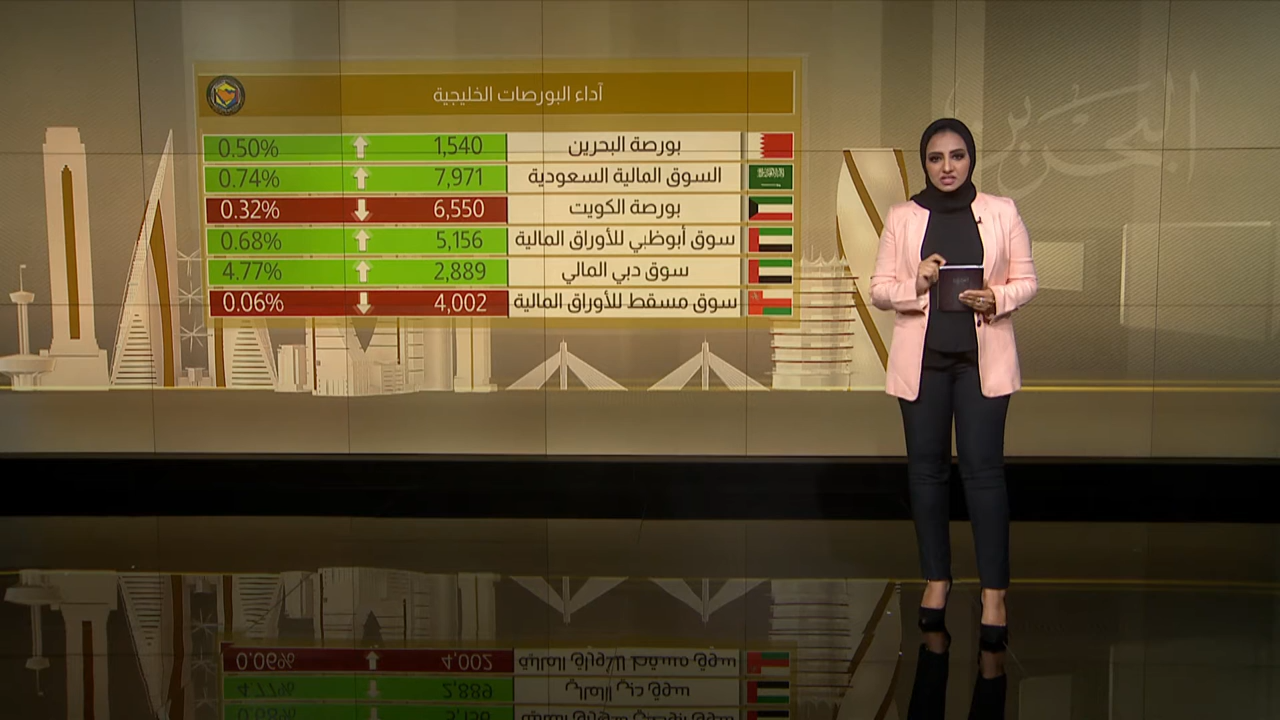 آداء البورصات الخليجية
بورصة البحرين 1,540 0.50%
السوق المالية السعودية 7,971 0.74%
بورصة الكويت 6,550 0.32%
سوق أبوظبي للأوراق المالية 5,156 0.68%
سوق دبي المالي 2,889 4.77%
سوق مسقط للأوراق المالية 4,002 0.06%
البحرين